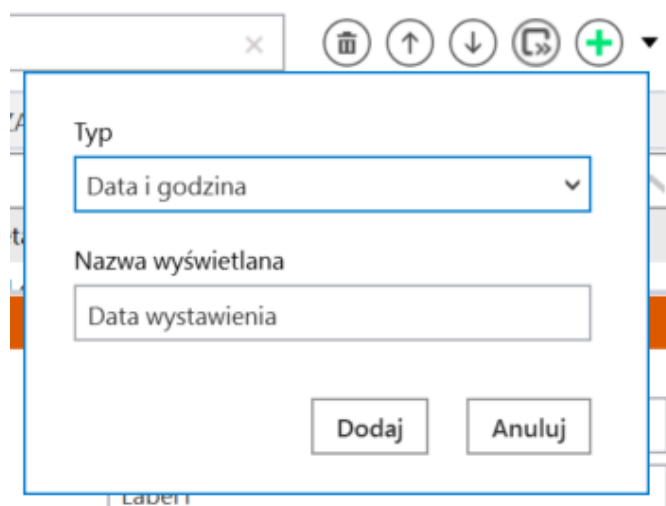 Typ
Data i godzina
Nazwa wyświetlana
Data wystawienia
Dodaj Anuluj